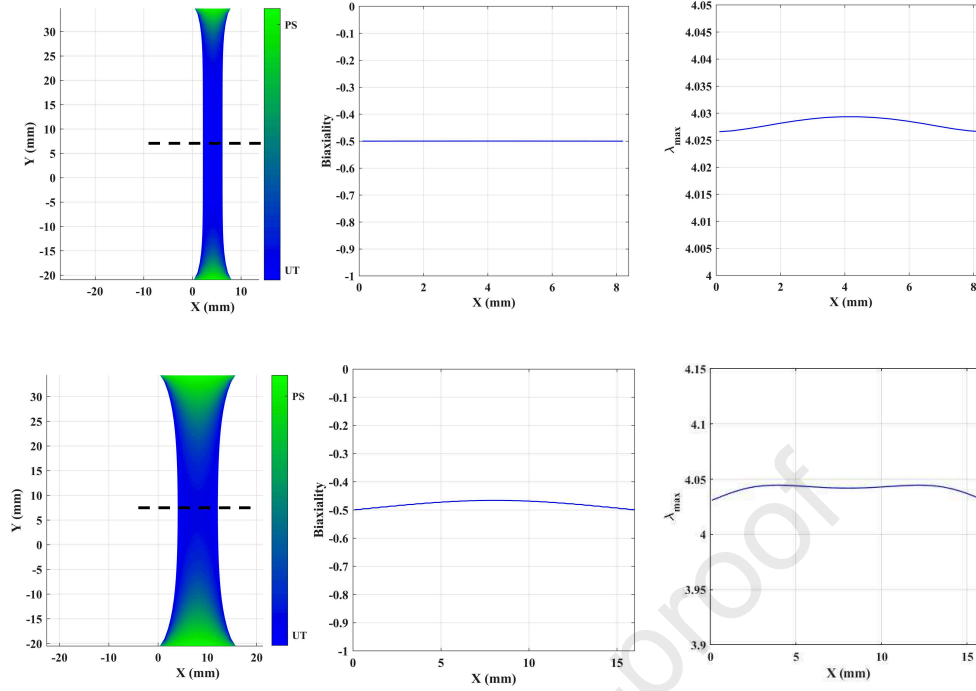 30
25
20
15
10
5
0
-5
-10
-15
-20
Y (mm)
-20 -10 0 10
X (mm)
PS
UT
0
-0.1
-0.2
-0.3
-0.4
-0.5
-0.6
-0.7
-0.8
-0.9
-1
Biaxiality
0 2 4 6 8
X (mm)
4.05
4.045
4.04
4.035
4.03
4.025
4.02
4.015
4.01
4.005
4
λmax
0 2 4 6 8
X (mm)
30
25
20
15
10
5
0
-5
-10
-15
-20
Y (mm)
-20 -10 0 10 20
X (mm)
PS
UT
0
-0.1
-0.2
-0.3
-0.4
-0.5
-0.6
-0.7
-0.8
-0.9
-1
Biaxiality
0 5 10 15
X (mm)
4.15
4.1
4.05
4
3.95
3.9
λmax
0 5 10 15
X (mm)
proof